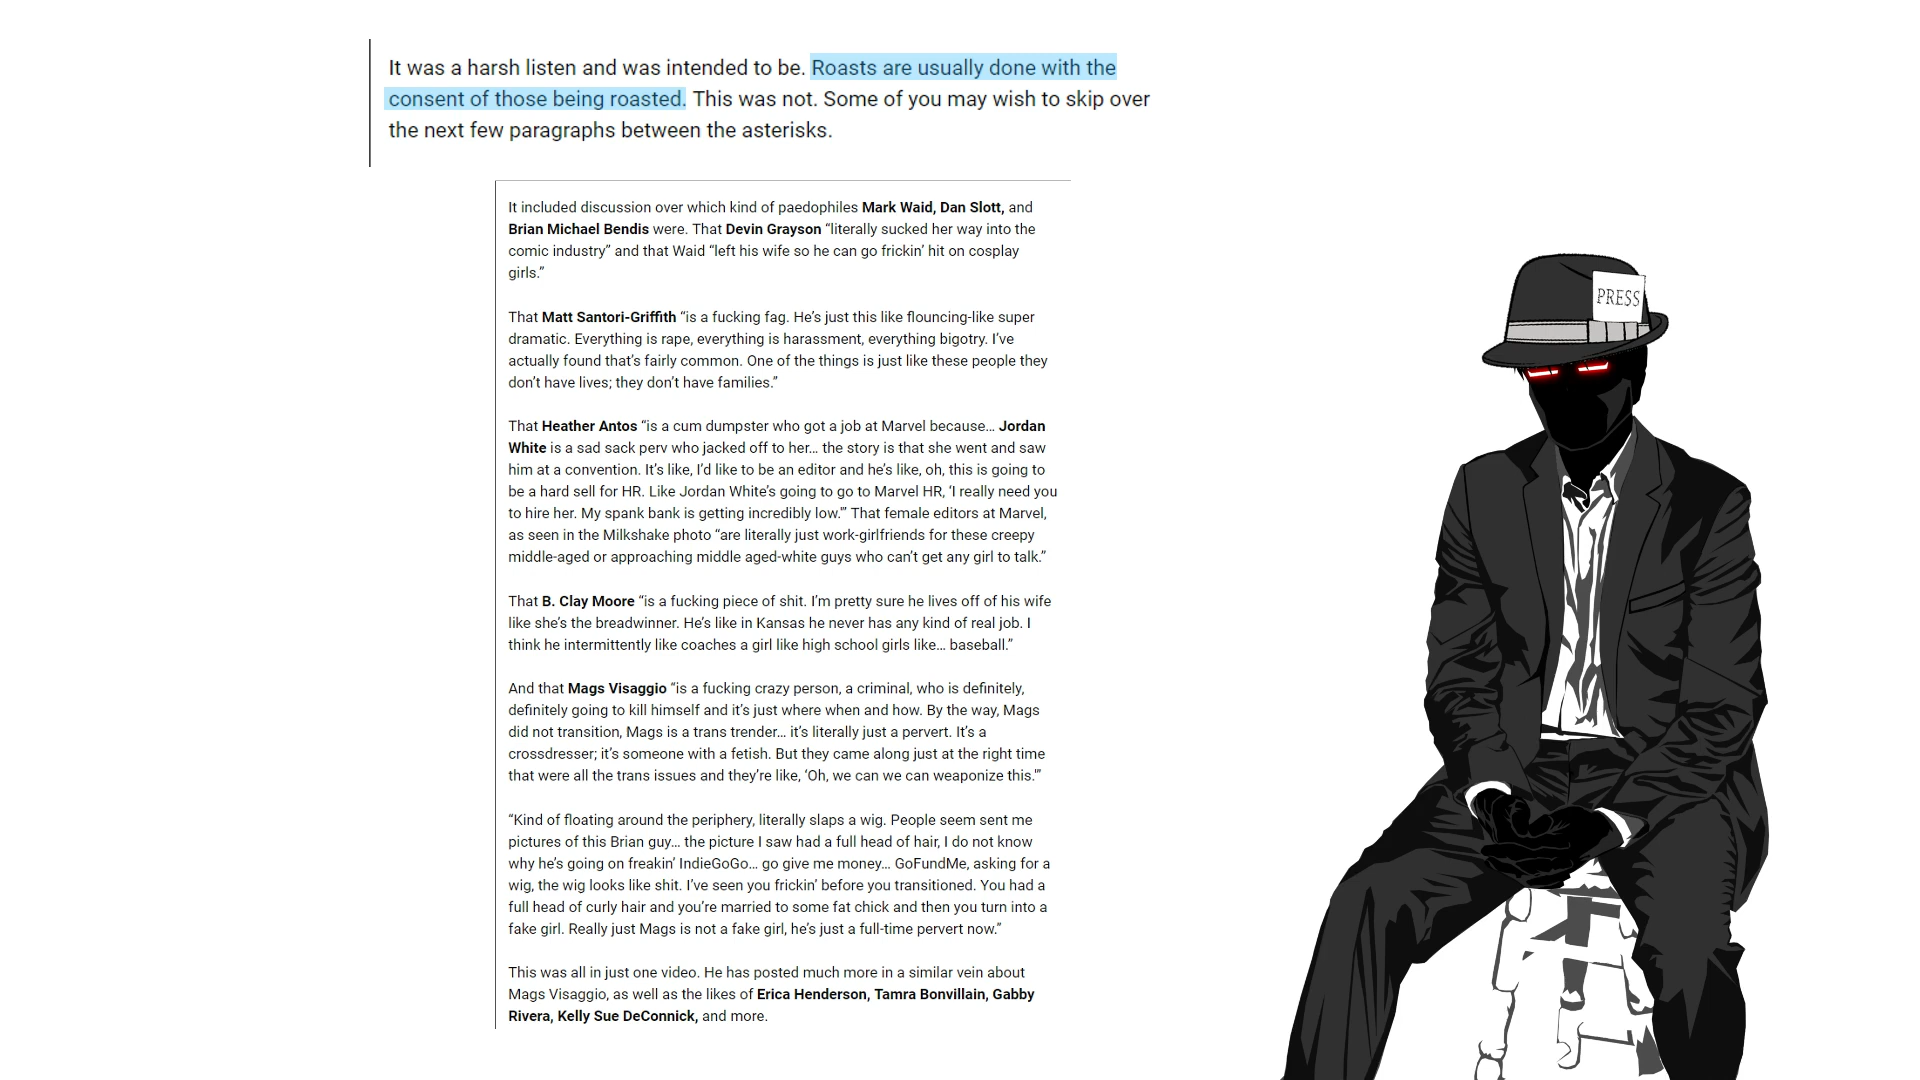 It was a harsh listen and was intended to be. Roasts are usually done with the
consent of those being roasted. This was not. Some of you may wish to skip over
the next few paragraphs between the asterisks.
It included discussion over which kind of paedophiles Mark Waid, Dan Slott, and
Brian Michael Bendis were. That Devin Grayson “literally sucked her way into the
comic industry” and that Waid “left his wife so he can go frickin’ hit on cosplay
girls.”
That Matt Santori-Griffith “is a fucking fag. He’s just this like flouncing-like super
dramatic. Everything is rape, everything is harassment, everything bigotry. I’ve
actually found that’s fairly common. One of the things is just like these people they
don’t have lives; they don’t have families.”
That Heather Antos “is a cum dumpster who got a job at Marvel because… Jordan
White is a sad sack perv who jacked off to her… the story is that she went and saw
him at a convention. It’s like, I’d like to be an editor and he’s like, oh, this is going to
be a hard sell for HR. Like Jordan White’s going to go to Marvel HR, ‘I really need you
to hire her. My spank bank is getting incredibly low.’” That female editors at Marvel,
as seen in the Milkshake photo “are literally just work-girlfriends for these creepy
middle-aged or approaching middle aged-white guys who can’t get any girl to talk.”
That B. Clay Moore “is a fucking piece of shit. I’m pretty sure he lives off of his wife
like she’s the breadwinner. He’s like in Kansas he never has any kind of real job. I
think he intermittently like coaches a girl like high school girls like… baseball.”
And that Mags Visaggio “is a fucking crazy person, a criminal, who is definitely,
definitely going to kill himself and it’s just where when and how. By the way, Mags
did not transition, Mags is a trans trender… it’s literally just a pervert. It’s a
crossdresser; it’s someone with a fetish. But they came along just at the right time
that were all the trans issues and they’re like, ‘Oh, we can we can weaponize this.’”
“Kind of floating around the periphery, literally slaps a wig. People seem sent me
pictures of this Brian guy… the picture I saw had a full head of hair, I do not know
why he’s going on freakin’ IndieGoGo… go give me money… GoFundMe, asking for a
wig, the wig looks like shit. I’ve seen you frickin’ before you transitioned. You had a
full head of curly hair and you’re married to some fat chick and then you turn into a
fake girl. Really just Mags is not a fake girl, he’s just a full-time pervert now.”
This was all in just one video. He has posted much more in a similar vein about
Mags Visaggio, as well as the likes of Erica Henderson, Tamra Bonvillain, Gabby
Rivera, Kelly Sue DeConnick, and more.
PRESS